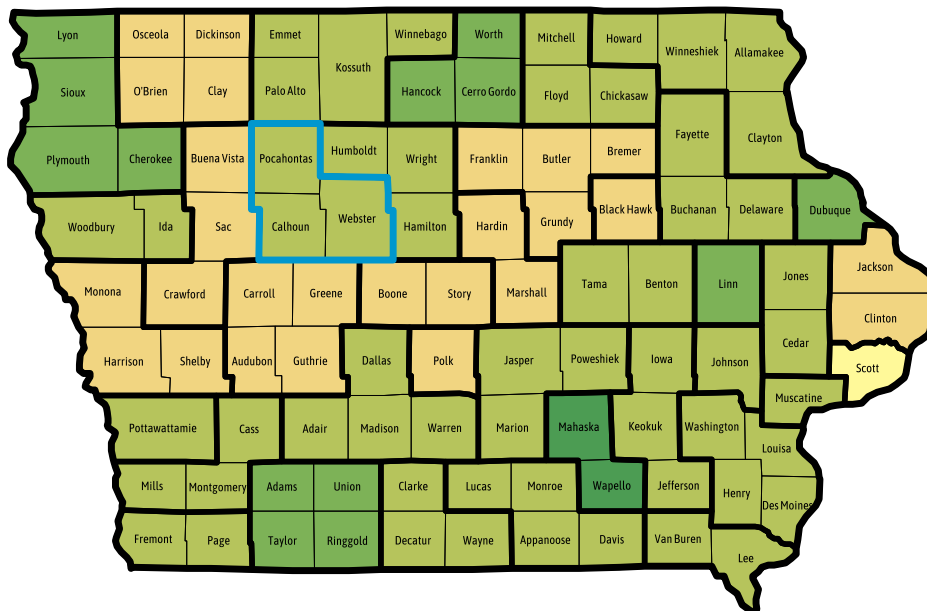 Lyon
Osceola
Dickinson
Emmet
Winnebago
Worth
Mitchell
Howard
Winneshiek
Allamakee
Kossuth
Sioux
O'Brien
Clay
Palo Alto
Hancock
Cerro Gordo
Floyd
Chickasaw
Fayette
Clayton
Plymouth
Cherokee
Buena Vista
Pocahontas
Humboldt
Wright
Franklin
Butler
Bremer
Woodbury
Ida
Sac
Calhoun
Webster
Hamilton
Hardin
Grundy
Black Hawk
Buchanan
Delaware
Dubuque
Monona
Crawford
Carroll
Greene
Boone
Story
Marshall
Tama
Benton
Linn
Jones
Jackson
Clinton
Harrison
Shelby
Audubon
Guthrie
Dallas
Polk
Jasper
Poweshiek
Iowa
Johnson
Cedar
Scott
Muscatine
Pottawattamie
Cass
Adair
Madison
Warren
Marion
Mahaska
Keokuk
Washington
Louisa
Mills
Montgomery
Adams
Union
Clarke
Lucas
Monroe
Wapello
Jefferson
Henry
Des Moines
Fremont
Page
Taylor
Ringgold
Decatur
Wayne
Appanoose
Davis
Van Buren
Lee